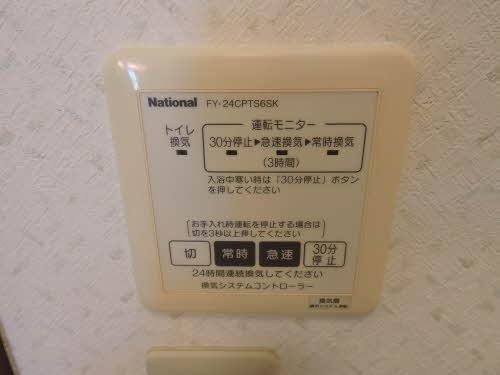 National FY-24CPTS6SK
運転モニター
トイレ
換気
30分停止▶急速換気▶常時換気
(3時間)
入浴中寒い時は「30分停止」ボタン
を押してください
(お手入れ時運転を停止する場合は
切を3秒以上押してください)
切 常時 急速 30分
停止
24時間連続換気してください
換気システムコントローラー
換気扇